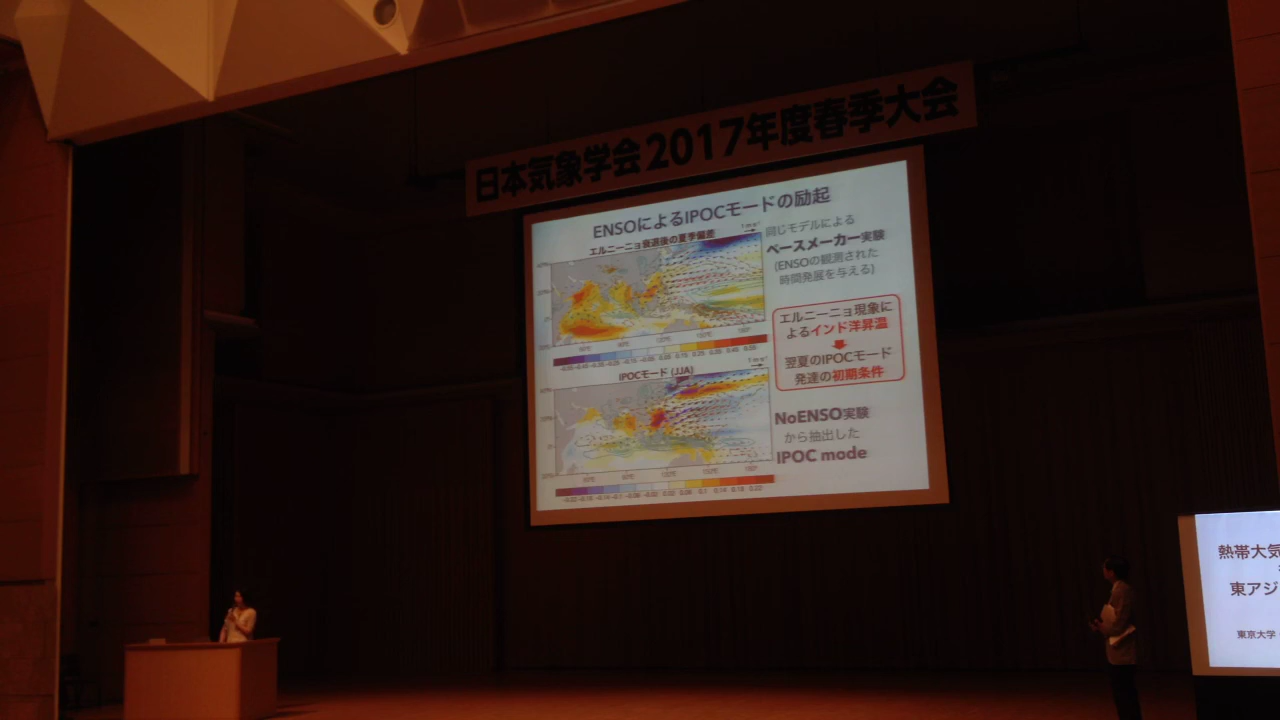 日本気象学会2017年度春季大会
ENSOによるIPOCモードの励起
エルニーニョ衰退後の夏季偏差
同じモデルによる
ペースメーカー実験
(ENSOの観測された
時間発展を与える)
エルニーニョ現象に
よるインド洋昇温
翌夏のIPOCモード
発達の初期条件
IPOCモード (JJA)
NoENSO実験
から抽出した
IPOC mode
熱帯大気
東アジ
東京大学